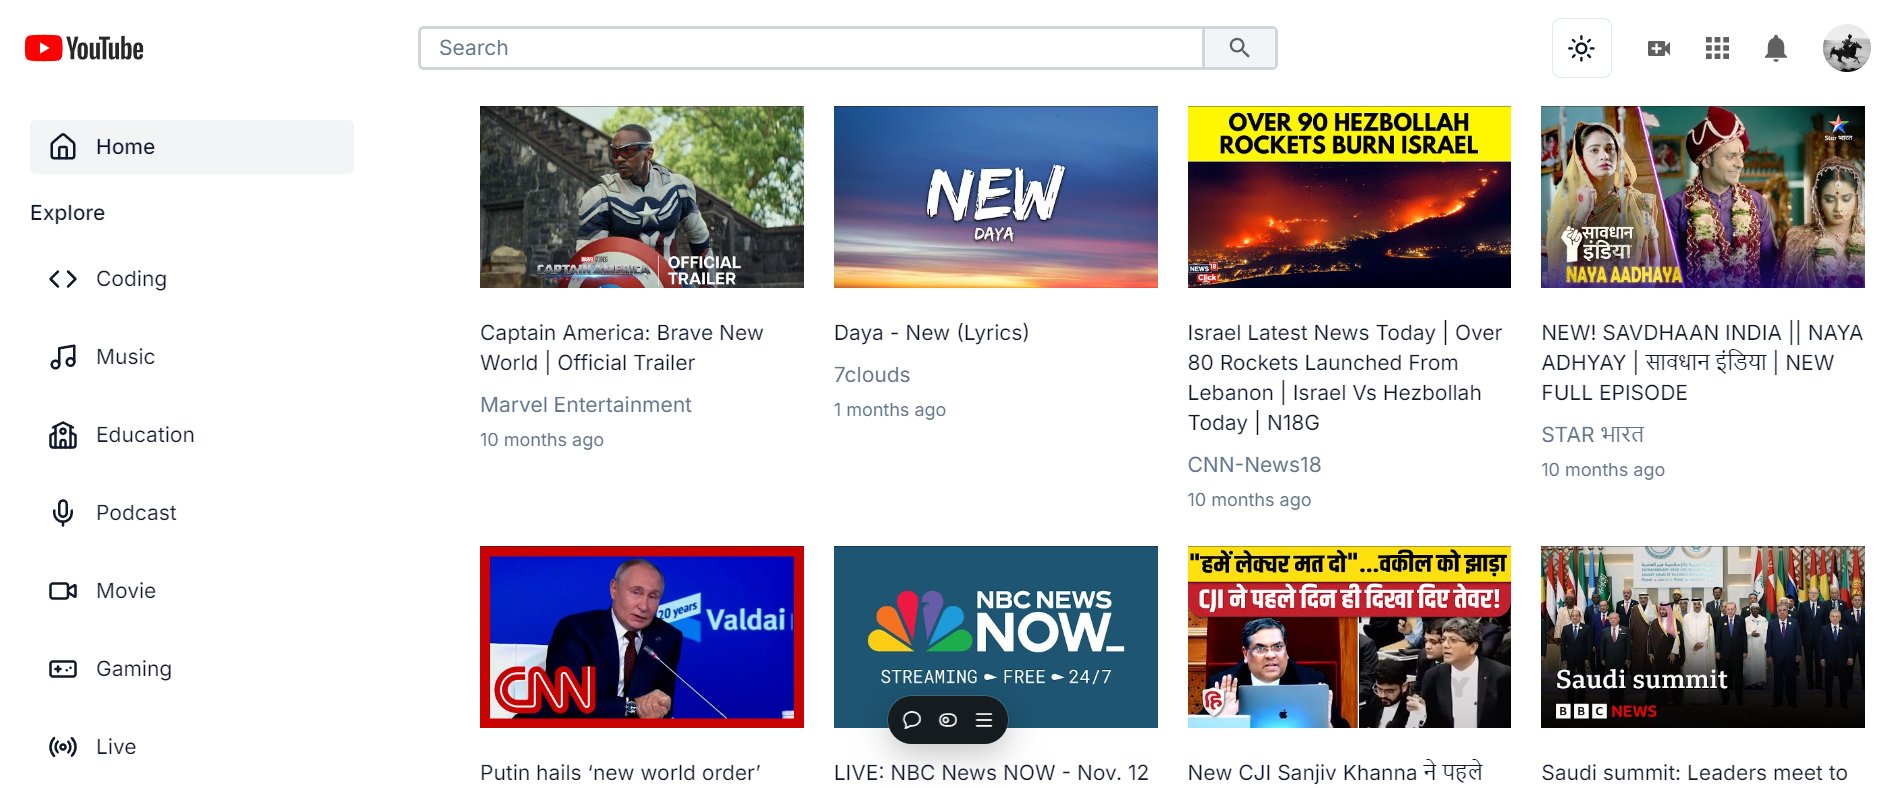 YouTube
Search
Home
Explore
Coding
Music
Education
Podcast
Movie
Gaming
Live
CAPTAIN AMERICA
OFFICIAL
TRAILER
Captain America: Brave New
World | Official Trailer
Marvel Entertainment
10 months ago
NEW
DAYA
Daya - New (Lyrics)
7clouds
1 months ago
OVER 90 HEZBOLLAH
ROCKETS BURN ISRAEL
NEWS18
Click
Israel Latest News Today | Over
80 Rockets Launched From
Lebanon | Israel Vs Hezbollah
Today | N18G
CNN-News18
10 months ago
Star भारत
सावधान
इंडिया
NAYA AADHAYA
NEW! SAVDHAAN INDIA || NAYA
ADHYAY | सावधान इंडिया | NEW
FULL EPISODE
STAR भारत
10 months ago
20 years
Valdai
CNN
Putin hails ‘new world order’
NBC NEWS
NOW_
STREAMING FREE 24/7
LIVE: NBC News NOW - Nov. 12
"हमें लेक्चर मत दो"...वकील को झाड़ा
CJI ने पहले दिन ही दिखा दिए तेवर!
हि
New CJI Sanjiv Khanna ने पहले
Saudi summit
BBC NEWS
Saudi summit: Leaders meet to